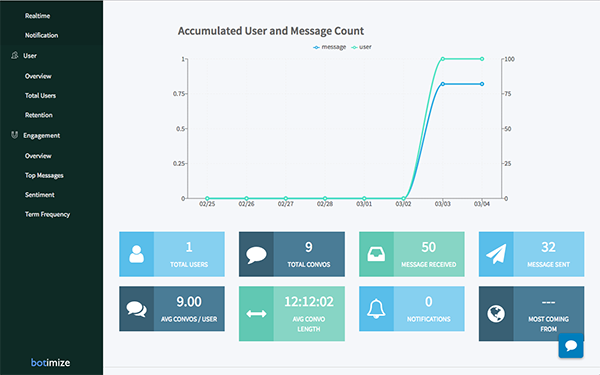 Realtime
Notification
User
Overview
Total Users
Retention
Engagement
Overview
Top Messages
Sentiment
Term Frequency
botimize
Accumulated User and Message Count
message user
1
0.75
0.5
0.25
0
100
75
50
25
0
02/25 02/26 02/27 02/28 03/01 03/02 03/03 03/04
1
TOTAL USERS
9
TOTAL CONVOS
50
MESSAGE RECEIVED
32
MESSAGE SENT
9.00
AVG CONVOS / USER
12:12:02
AVG CONVO
LENGTH
0
NOTIFICATIONS
---
MOST COMING
FROM